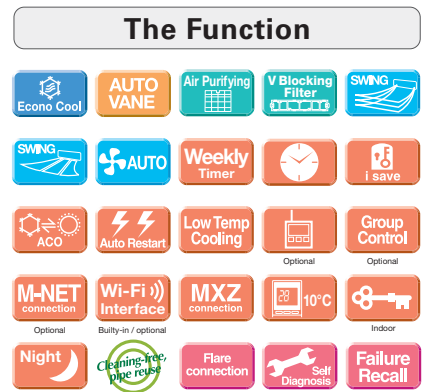 The Function
Econo Cool
AUTO
VANE
Air Purifying
V Blocking
Filter
SWING
SWING
AUTO
Weekly
Timer
i save
ACO
Auto Restart
Low Temp
Cooling
Optional
Group
Control
Optional
M-NET
connection
Optional
Wi-Fi
Interface
Builty-in / optional
MXZ
connection
28
10°C
Indoor
Night
Cleaning-free,
pipe reuse
Flare
connection
Self
Diagnosis
Failure
Recall